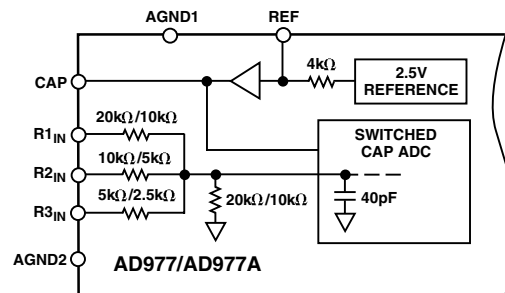 AGND1
REF
CAP
4kΩ
2.5V
REFERENCE
R1IN
20kΩ/10kΩ
SWITCHED
CAP ADC
R2IN
10kΩ/5kΩ
R3IN
5kΩ/2.5kΩ
20kΩ/10kΩ
40pF
AGND2
AD977/AD977A